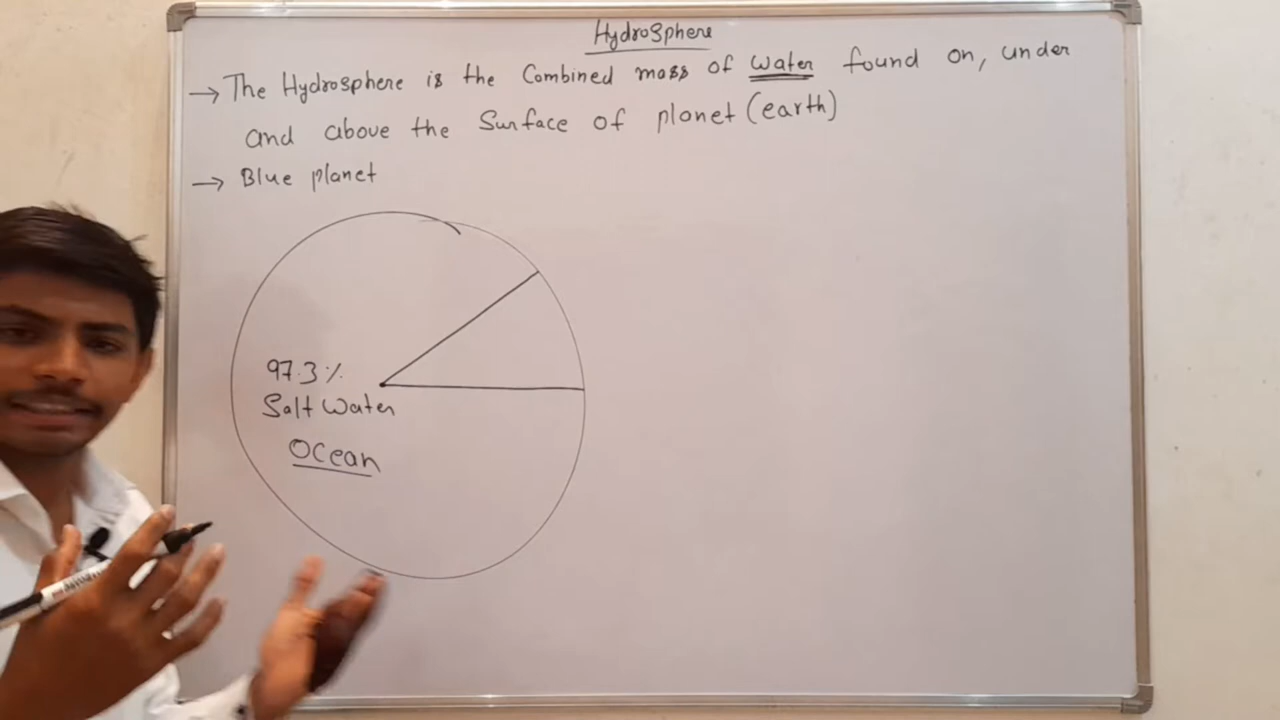 Hydrosphere
→ The Hydrosphere is the Combined mass of water found on, under
and above the Surface of planet (earth)
→ Blue planet
97.3%
Salt Water
Ocean